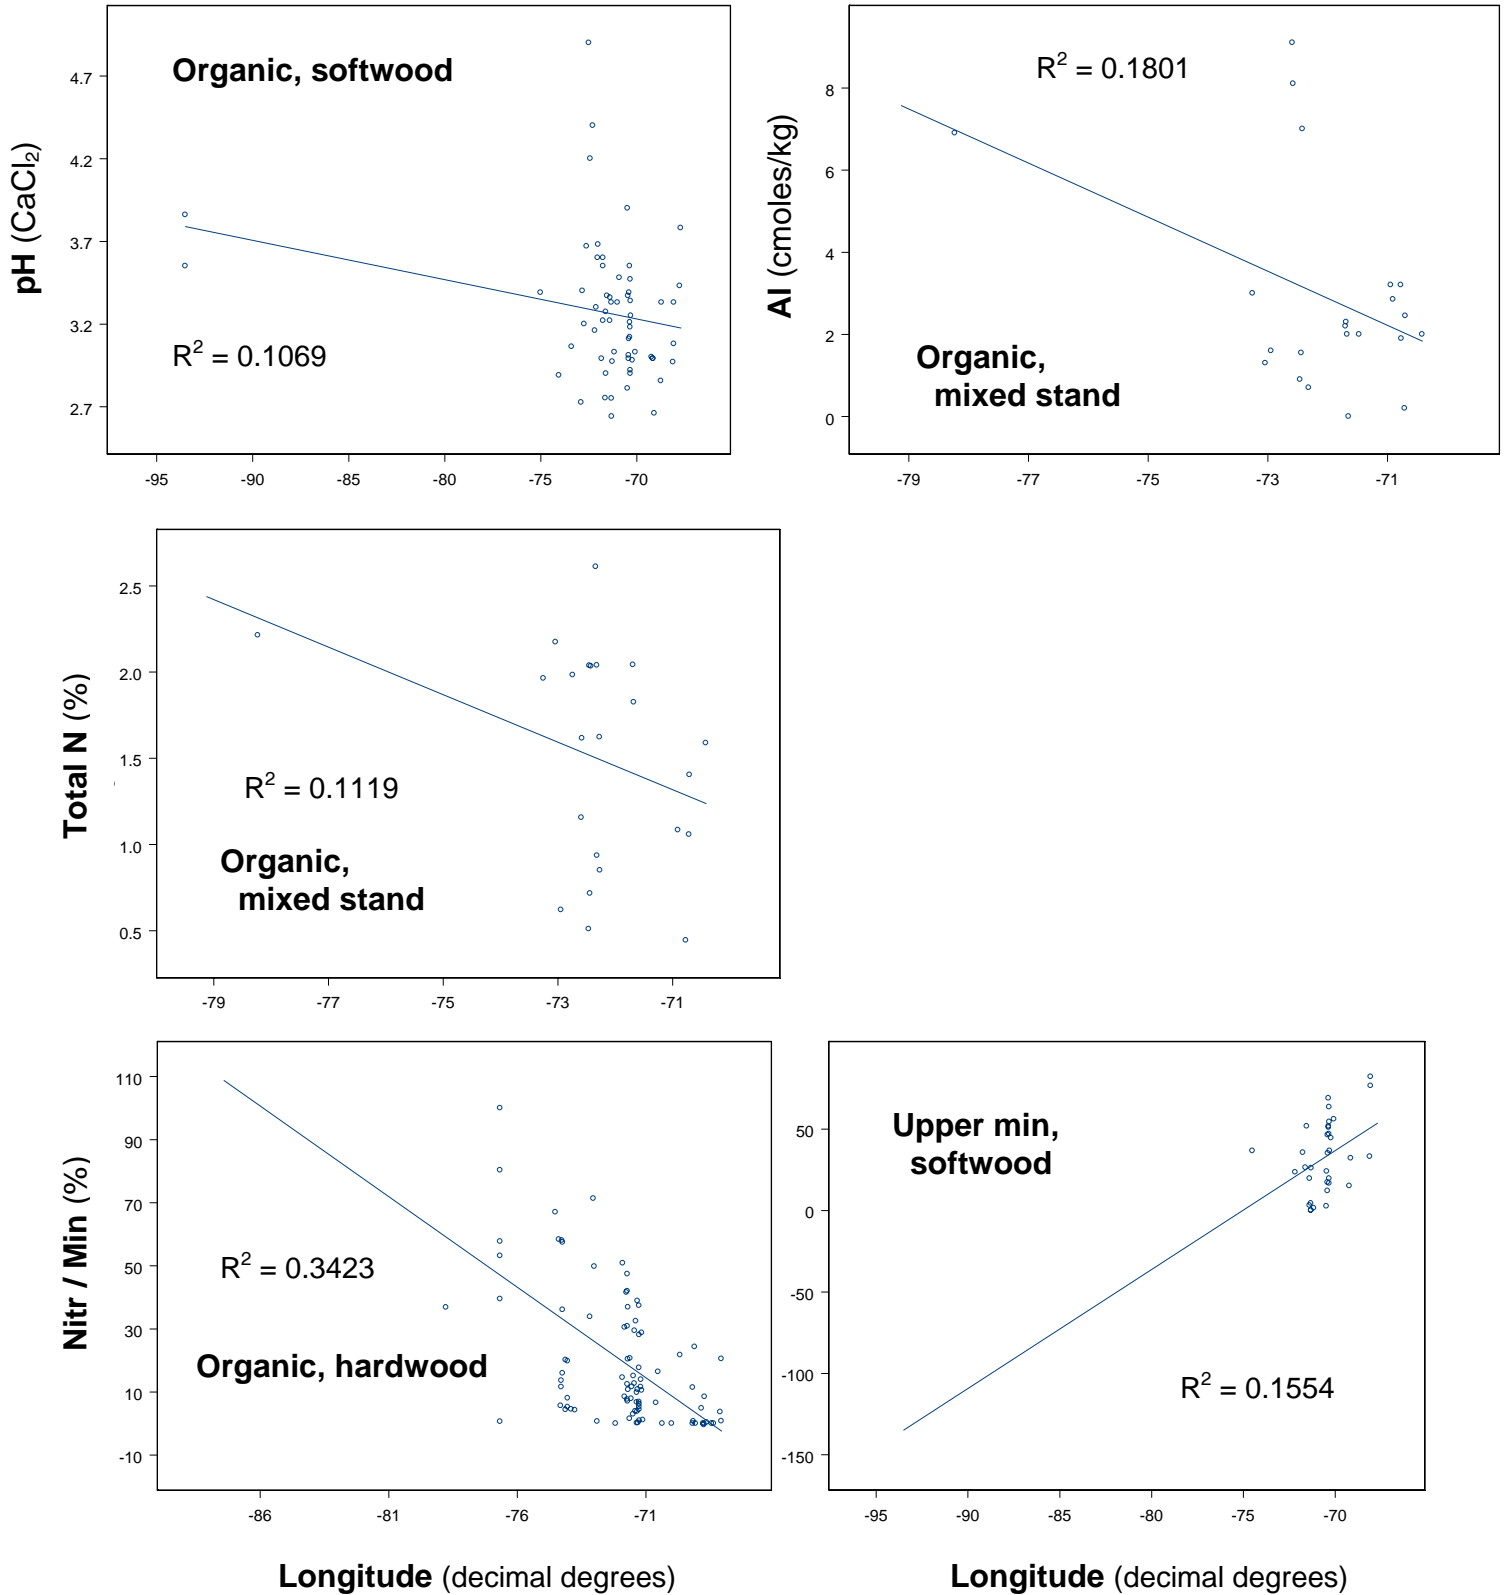 pH (CaCl2)
4.7
4.2
3.7
3.2
2.7
Organic, softwood
R2 = 0.1069
-95 -90 -85 -80 -75 -70
Al (cmoles/kg)
8
6
4
2
0
R2 = 0.1801
Organic,
mixed stand
-79 -77 -75 -73 -71
Total N (%)
2.5
2.0
1.5
1.0
0.5
R2 = 0.1119
Organic,
mixed stand
-79 -77 -75 -73 -71
Nitr / Min (%)
110
90
70
50
30
10
-10
R2 = 0.3423
Organic, hardwood
-86 -81 -76 -71
Longitude (decimal degrees)
50
0
-50
-100
-150
Upper min,
softwood
R2 = 0.1554
-95 -90 -85 -80 -75 -70
Longitude (decimal degrees)